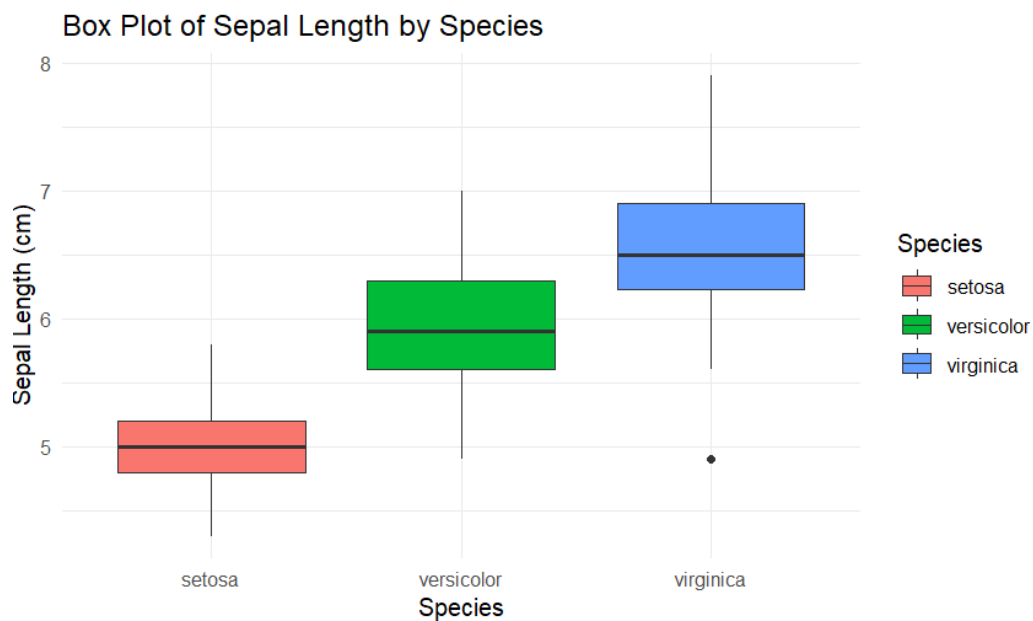 Box Plot of Sepal Length by Species
8
7
6
5
Sepal Length (cm)
setosa
versicolor
virginica
Species
Species
setosa
versicolor
virginica